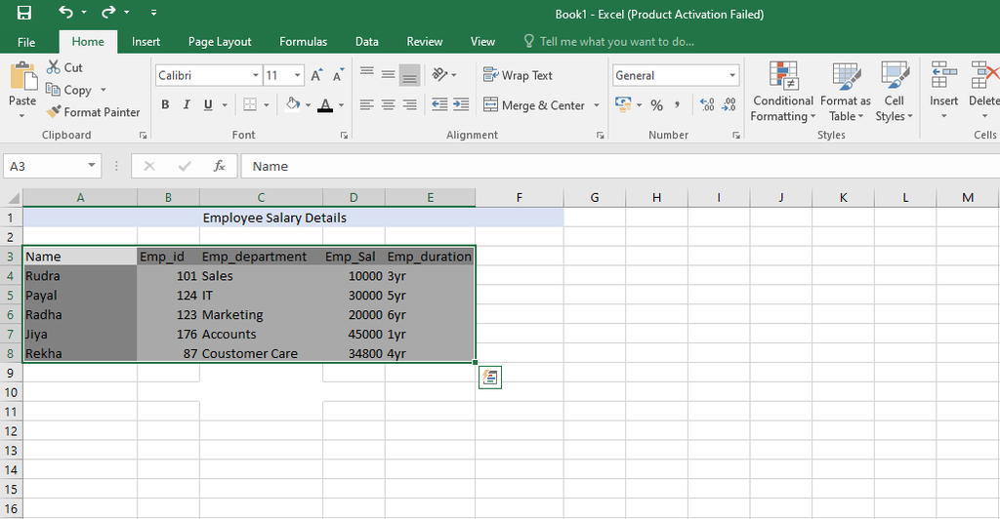 Book1 - Excel (Product Activation Failed)
File Home Insert Page Layout Formulas Data Review View Tell me what you want to do...
Cut
Copy
Format Painter
Paste
Clipboard
Calibri 11 A A
B I U A
Font
Wrap Text
Merge & Center
Alignment
General
% ,
.0 .00
.00 .0
Number
Conditional Formatting
Format as Table
Cell Styles
Styles
Insert Delete
Cells
A3 fx Name
A B C D E F G H I J K L M
1 Employee Salary Details
2
3 Name Emp_id Emp_department Emp_Sal Emp_duration
4 Rudra 101 Sales 10000 3yr
5 Payal 124 IT 30000 5yr
6 Radha 123 Marketing 20000 6yr
7 Jiya 176 Accounts 45000 1yr
8 Rekha 87 Coustomer Care 34800 4yr
9
10
11
12
13
14
15
16